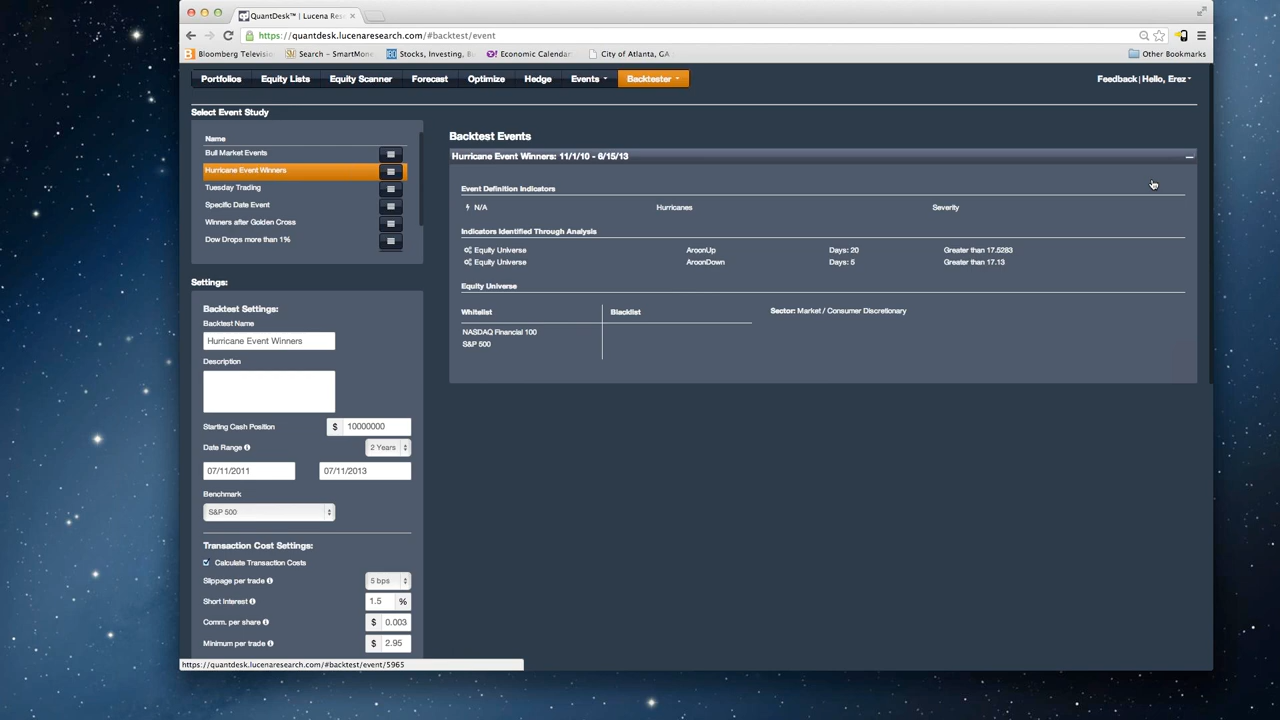 QuantDesk™ | Lucena Res
https://quantdesk.lucenaresearch.com/#backtest/event
Bloomberg Televisi
Search – SmartMon
Stocks, Investing,
Economic Calendar
City of Atlanta, GA
Other Bookmarks
Portfolios
Equity Lists
Equity Scanner
Forecast
Optimize
Hedge
Events
Backtester
Feedback | Hello, Erez
Select Event Study
Name
Bull Market Events
Hurricane Event Winners
Tuesday Trading
Specific Date Event
Winners after Golden Cross
Dow Drops more than 1%
Settings:
Backtest Settings:
Backtest Name
Hurricane Event Winners
Description
Starting Cash Position $ 10000000
Date Range 2 Years
07/11/2011 07/11/2013
Benchmark
S&P 500
Transaction Cost Settings:
Calculate Transaction Costs
Slippage per trade 5 bps
Short Interest 1.5 %
Comm. per share $ 0.003
Minimum per trade $ 2.95
https://quantdesk.lucenaresearch.com/#backtest/event/5965
Backtest Events
Hurricane Event Winners: 11/1/10 - 6/15/13
Event Definition Indicators
N/A Hurricanes Severity
Indicators Identified Through Analysis
Equity Universe AroonUp Days: 20 Greater than 17.5283
Equity Universe AroonDown Days: 5 Greater than 17.13
Equity Universe
Whitelist Blacklist Sector: Market / Consumer Discretionary
NASDAQ Financial 100
S&P 500